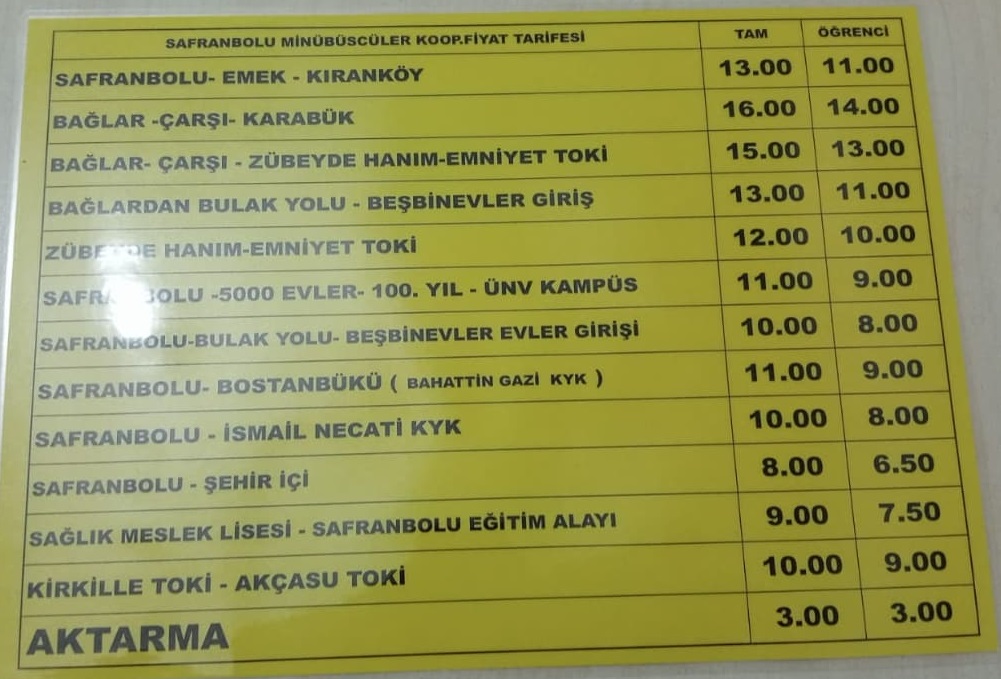 SAFRANBOLU MİNÜBÜSCÜLER KOOP.FİYAT TARİFESİ TAM ÖĞRENCİ
SAFRANBOLU- EMEK - KIRANKÖY 13.00 11.00
BAĞLAR -ÇARŞI- KARABÜK 16.00 14.00
BAĞLAR- ÇARŞI - ZÜBEYDE HANIM-EMNİYET TOKİ 15.00 13.00
BAĞLARDAN BULAK YOLU - BEŞBİNEVLER GİRİŞ 13.00 11.00
ZÜBEYDE HANIM-EMNİYET TOKİ 12.00 10.00
SAFRANBOLU -5000 EVLER- 100. YIL - ÜNV KAMPÜS 11.00 9.00
SAFRANBOLU-BULAK YOLU- BEŞBİNEVLER EVLER GİRİŞİ 10.00 8.00
SAFRANBOLU- BOSTANBÜKÜ ( BAHATTİN GAZİ KYK ) 11.00 9.00
SAFRANBOLU - İSMAİL NECATİ KYK 10.00 8.00
SAFRANBOLU - ŞEHİR İÇİ 8.00 6.50
SAĞLIK MESLEK LİSESİ - SAFRANBOLU EĞİTİM ALAYI 9.00 7.50
KİRKİLLE TOKİ - AKÇASU TOKİ 10.00 9.00
AKTARMA 3.00 3.00